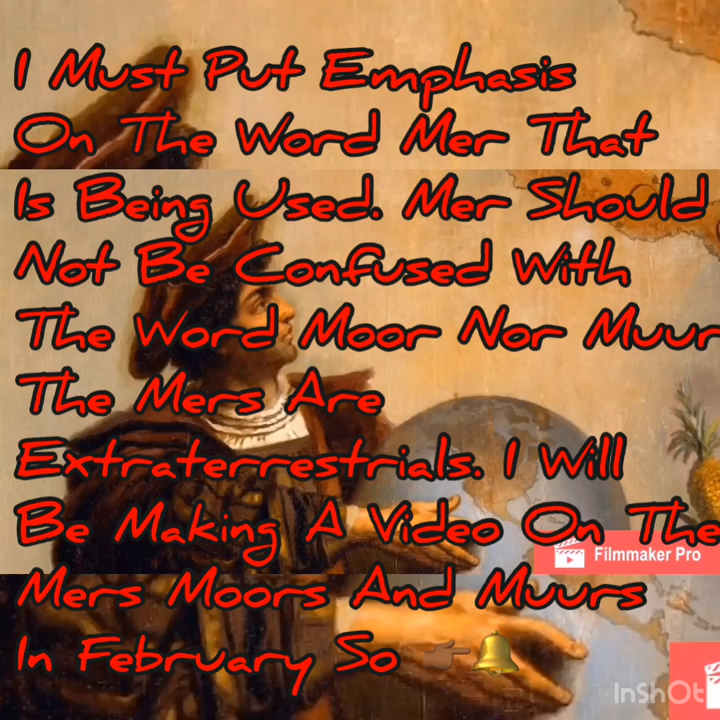 I Must Put Emphasis
On The Word Mer That
Is Being Used. Mer Should
Not Be Confused With
The Word Moor Nor Muur
The Mers Are
Extraterrestrials. I Will
Be Making A Video On The
Filmmaker Pro
Mers Moors And Muurs
In February So 👉🏾🔔
InShOt